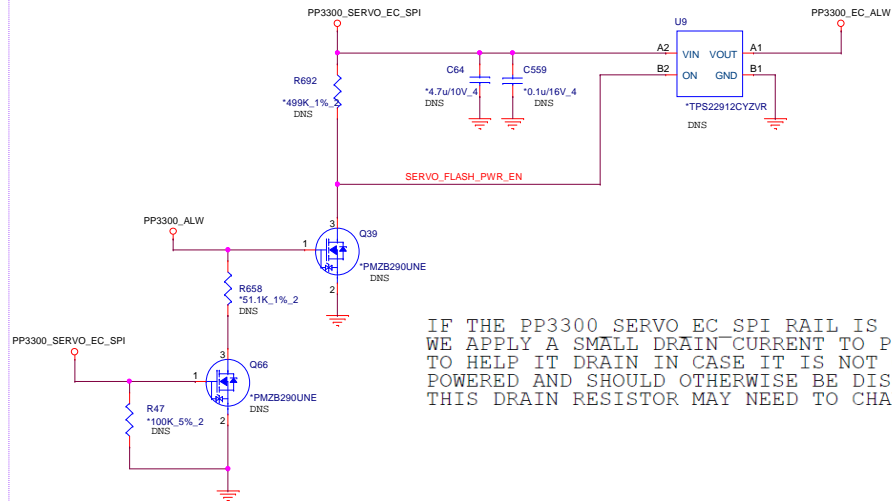 PP3300_SERVO_EC_SPI
U9
PP3300_EC_ALW
A2 VIN VOUT A1
B2 ON GND B1
*TPS22912CYZVR
DNS
R692
*499K_1%_2
DNS
C64
*4.7u/10V_4
DNS
C559
*0.1u/16V_4
DNS
SERVO_FLASH_PWR_EN
PP3300_ALW
3
1
Q39
*PMZB290UNE
DNS
2
R658
*51.1K_1%_2
DNS
PP3300_SERVO_EC_SPI
3
1
Q66
*PMZB290UNE
DNS
2
R47
*100K_5%_2
DNS
IF THE PP3300_SERVO_EC_SPI RAIL IS
WE APPLY A SMALL DRAIN CURRENT TO P
TO HELP IT DRAIN IN CASE IT IS NOT
POWERED AND SHOULD OTHERWISE BE DIS
THIS DRAIN RESISTOR MAY NEED TO CHA